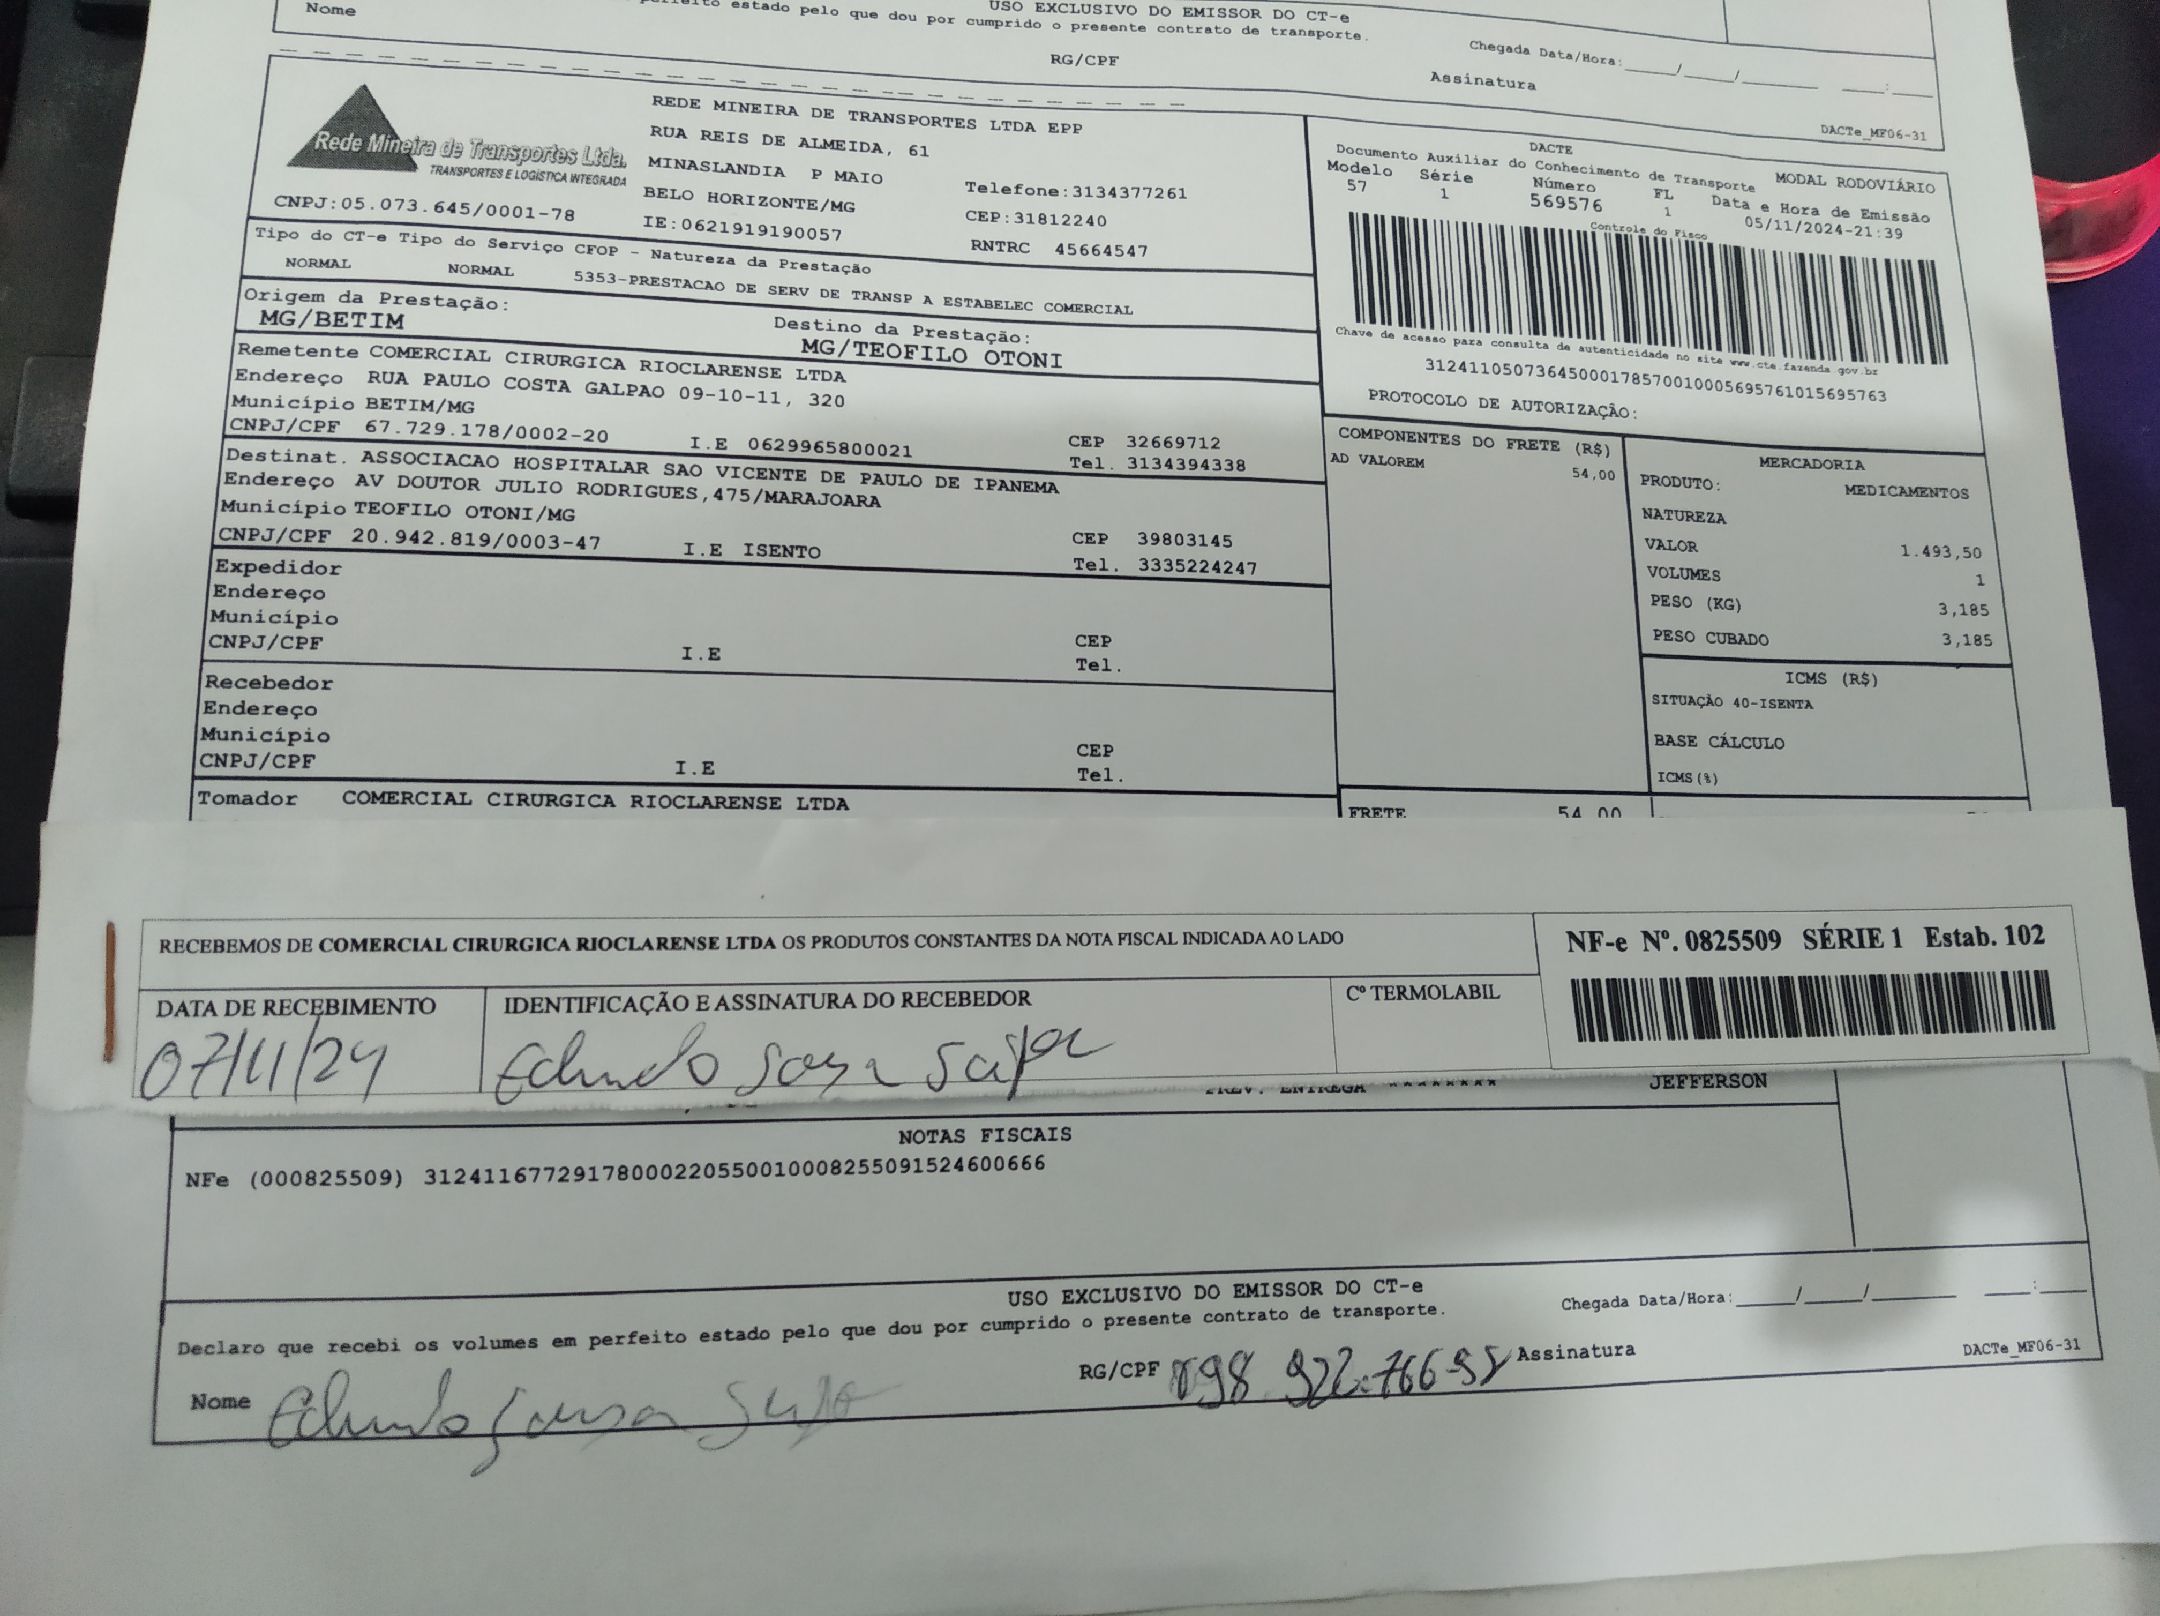 USO EXCLUSIVO DO EMISSOR DO CT-e
perfeito estado pelo que dou por cumprido o presente contrato de transporte.
Nome
RG/CPF
Chegada Data/Hora:____/____/______ ____:____
Assinatura
DACTe_MF06-31
Rede Mineira de Transportes Ltda.
TRANSPORTES E LOGÍSTICA INTEGRADA
CNPJ:05.073.645/0001-78
REDE MINEIRA DE TRANSPORTES LTDA EPP
RUA REIS DE ALMEIDA, 61
MINASLANDIA P MAIO
BELO HORIZONTE/MG
IE:0621919190057
Telefone:3134377261
CEP:31812240
RNTRC 45664547
DACTE
Documento Auxiliar do Conhecimento de Transporte
MODAL RODOVIÁRIO
Modelo Série Número FL Data e Hora de Emissão
57 1 569576 1 05/11/2024-21:39
Controle do Fisco
Chave de acesso para consulta de autenticidade no site www.cte.fazenda.gov.br
31241105073645000178570010005695761015695763
PROTOCOLO DE AUTORIZAÇÃO:
Tipo do CT-e Tipo do Serviço CFOP - Natureza da Prestação
NORMAL NORMAL 5353-PRESTACAO DE SERV DE TRANSP A ESTABELEC COMERCIAL
Origem da Prestação:
MG/BETIM
Destino da Prestação:
MG/TEOFILO OTONI
Remetente COMERCIAL CIRURGICA RIOCLARENSE LTDA
Endereço RUA PAULO COSTA GALPAO 09-10-11, 320
Município BETIM/MG
CEP 32669712
CNPJ/CPF 67.729.178/0002-20 I.E 0629965800021 Tel. 3134394338
Destinat. ASSOCIACAO HOSPITALAR SAO VICENTE DE PAULO DE IPANEMA
Endereço AV DOUTOR JULIO RODRIGUES,475/MARAJOARA
Município TEOFILO OTONI/MG
CEP 39803145
CNPJ/CPF 20.942.819/0003-47 I.E ISENTO Tel. 3335224247
Expedidor
Endereço
Município
CEP
CNPJ/CPF I.E Tel.
Recebedor
Endereço
Município
CEP
CNPJ/CPF I.E Tel.
Tomador COMERCIAL CIRURGICA RIOCLARENSE LTDA
COMPONENTES DO FRETE (R$)
AD VALOREM 54,00
FRETE 54,00
MERCADORIA
PRODUTO: MEDICAMENTOS
NATUREZA
VALOR 1.493,50
VOLUMES 1
PESO (KG) 3,185
PESO CUBADO 3,185
ICMS (R$)
SITUAÇÃO 40-ISENTA
BASE CÁLCULO
ICMS(%)
RECEBEMOS DE COMERCIAL CIRURGICA RIOCLARENSE LTDA OS PRODUTOS CONSTANTES DA NOTA FISCAL INDICADA AO LADO
NF-e Nº. 0825509 SÉRIE 1 Estab. 102
DATA DE RECEBIMENTO
07/11/24
IDENTIFICAÇÃO E ASSINATURA DO RECEBEDOR
Cº TERMOLABIL
PREV. ENTREGA ******** JEFFERSON
NOTAS FISCAIS
NFe (000825509) 31241167729178000220550010008255091524600666
USO EXCLUSIVO DO EMISSOR DO CT-e
Declaro que recebi os volumes em perfeito estado pelo que dou por cumprido o presente contrato de transporte.
Chegada Data/Hora:____/____/______ ____:____
Nome
RG/CPF
Assinatura
DACTe_MF06-31